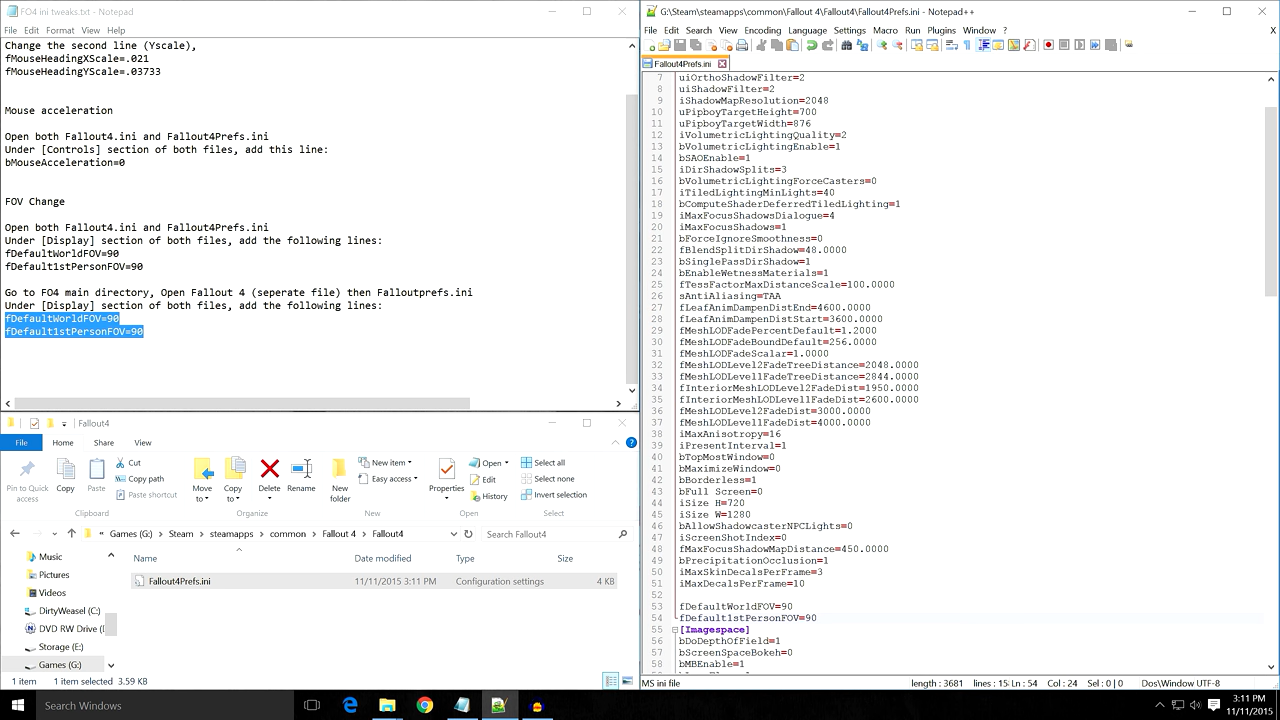 FO4 ini tweaks.txt - Notepad
File Edit Format View Help
Change the second line (Yscale),
fMouseHeadingXScale=.021
fMouseHeadingYScale=.03733
Mouse acceleration
Open both Fallout4.ini and Fallout4Prefs.ini
Under [Controls] section of both files, add this line:
bMouseAcceleration=0
FOV Change
Open both Fallout4.ini and Fallout4Prefs.ini
Under [Display] section of both files, add the following lines:
fDefaultWorldFOV=90
fDefault1stPersonFOV=90
Go to FO4 main directory, Open Fallout 4 (seperate file) then Falloutprefs.ini
Under [Display] section of both files, add the following lines:
fDefaultWorldFOV=90
fDefault1stPersonFOV=90
Fallout4
File Home Share View
Pin to Quick access
Copy
Paste
Cut
Copy path
Paste shortcut
Clipboard
Move to
Copy to
Delete
Rename
Organize
New folder
New item
Easy access
New
Properties
Open
Edit
History
Open
Select all
Select none
Invert selection
Select
Games (G:) Steam steamapps common Fallout 4 Fallout4
Search Fallout4
Music
Pictures
Videos
DirtyWeasel (C:)
DVD RW Drive (
Storage (E:)
Games (G:)
Name Date modified Type Size
Fallout4Prefs.ini 11/11/2015 3:11 PM Configuration settings 4 KB
1 item 1 item selected 3.59 KB
G:\Steam\steamapps\common\Fallout 4\Fallout4\Fallout4Prefs.ini - Notepad++
File Edit Search View Encoding Language Settings Macro Run Plugins Window ? X
Fallout4Prefs.ini
7 uiOrthoShadowFilter=2
8 uiShadowFilter=2
9 iShadowMapResolution=2048
10 uPipboyTargetHeight=700
11 uPipboyTargetWidth=876
12 iVolumetricLightingQuality=2
13 bVolumetricLightingEnable=1
14 bSAOEnable=1
15 iDirShadowSplits=3
16 bVolumetricLightingForceCasters=0
17 iTiledLightingMinLights=40
18 bComputeShaderDeferredTiledLighting=1
19 iMaxFocusShadowsDialogue=4
20 iMaxFocusShadows=1
21 bForceIgnoreSmoothness=0
22 fBlendSplitDirShadow=48.0000
23 bSinglePassDirShadow=1
24 bEnableWetnessMaterials=1
25 fTessFactorMaxDistanceScale=100.0000
26 sAntiAliasing=TAA
27 fLeafAnimDampenDistEnd=4600.0000
28 fLeafAnimDampenDistStart=3600.0000
29 fMeshLODFadePercentDefault=1.2000
30 fMeshLODFadeBoundDefault=256.0000
31 fMeshLODFadeScalar=1.0000
32 fMeshLODLevel2FadeTreeDistance=2048.0000
33 fMeshLODLevel1FadeTreeDistance=2844.0000
34 fInteriorMeshLODLevel2FadeDist=1950.0000
35 fInteriorMeshLODLevel1FadeDist=2600.0000
36 fMeshLODLevel2FadeDist=3000.0000
37 fMeshLODLevel1FadeDist=4000.0000
38 iMaxAnisotropy=16
39 iPresentInterval=1
40 bTopMostWindow=0
41 bMaximizeWindow=0
42 bBorderless=1
43 bFull Screen=0
44 iSize H=720
45 iSize W=1280
46 bAllowShadowcasterNPCLights=0
47 iScreenShotIndex=0
48 fMaxFocusShadowMapDistance=450.0000
49 bPrecipitationOcclusion=1
50 iMaxSkinDecalsPerFrame=3
51 iMaxDecalsPerFrame=10
52
53 fDefaultWorldFOV=90
54 fDefault1stPersonFOV=90
55 [Imagespace]
56 bDoDepthOfField=1
57 bScreenSpaceBokeh=0
58 bMBEnable=1
MS ini file length : 3681 lines : 15 Ln : 54 Col : 24 Sel : 0 | 0 Dos\Window UTF-8
Search Windows
3:11 PM
11/11/2015